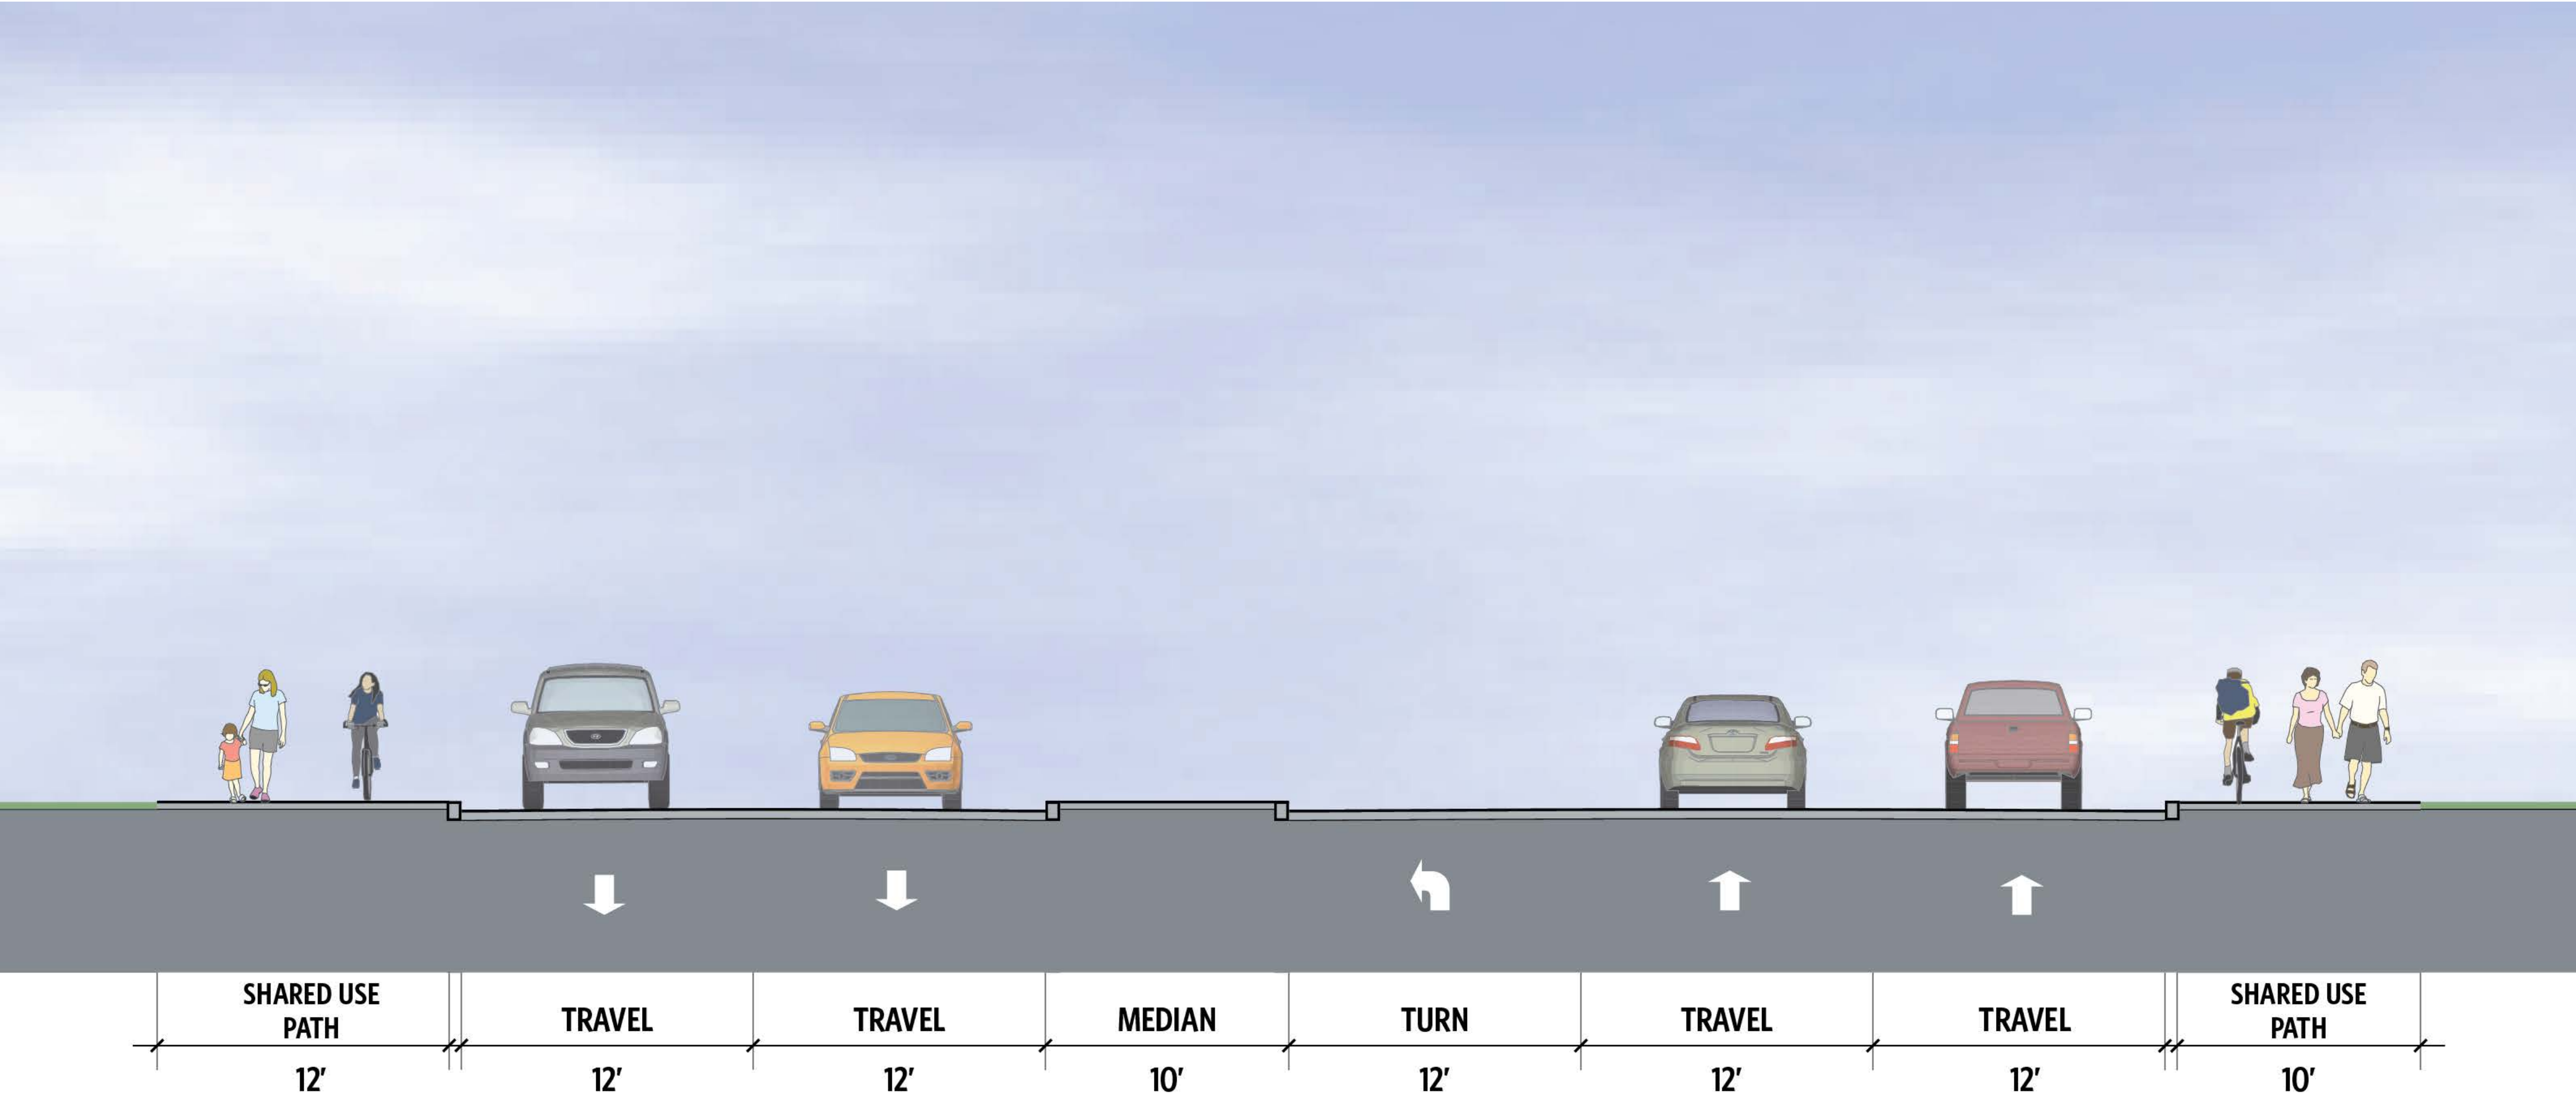 SHARED USE
PATH
TRAVEL
TRAVEL
MEDIAN
TURN
TRAVEL
TRAVEL
SHARED USE
PATH
12′
12′
12′
10′
12′
12′
12′
10′